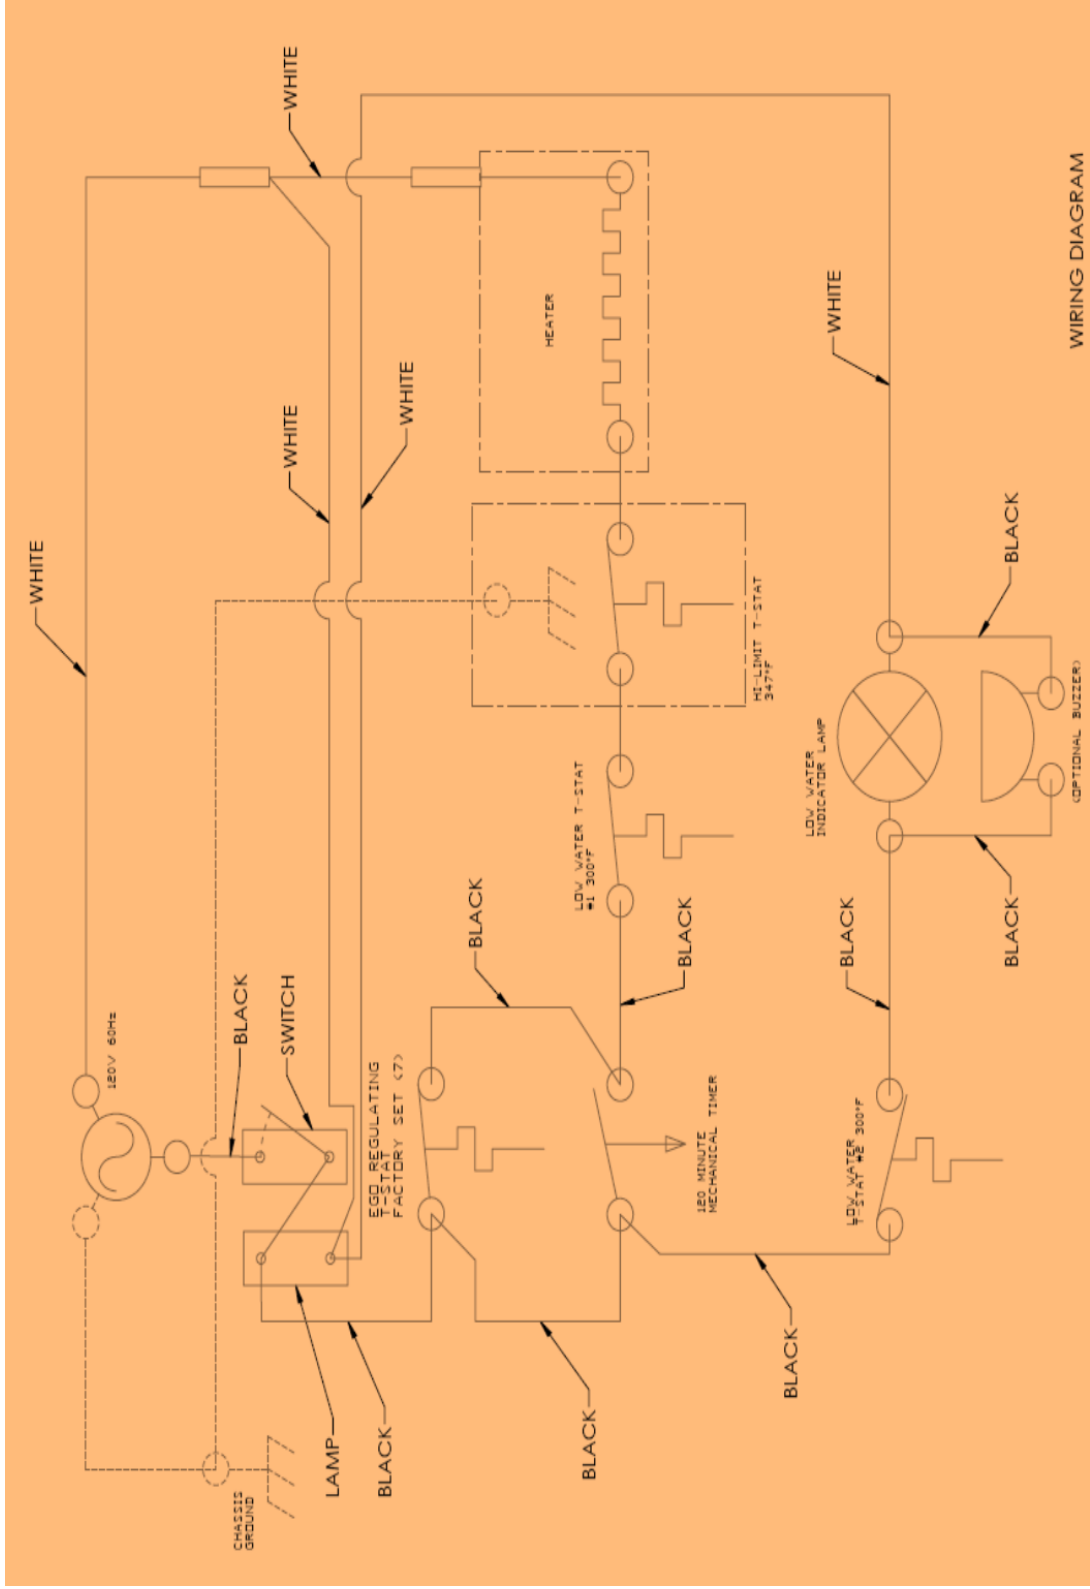 WHITE
120V 60Hz
CHASSIS
GROUND
BLACK
SWITCH
WHITE
WHITE
LAMP
BLACK
EGO REGULATING
T-STAT
FACTORY SET (7)
WHITE
BLACK
HEATER
BLACK
LOW WATER T-STAT
#1 300°F
BLACK
120 MINUTE
MECHANICAL TIMER
HI-LIMIT T-STAT
347°F
BLACK
LOW WATER
INDICATOR LAMP
WHITE
LOW WATER
T-STAT #2 300°F
BLACK
BLACK
BLACK
(OPTIONAL BUZZER)
WIRING DIAGRAM